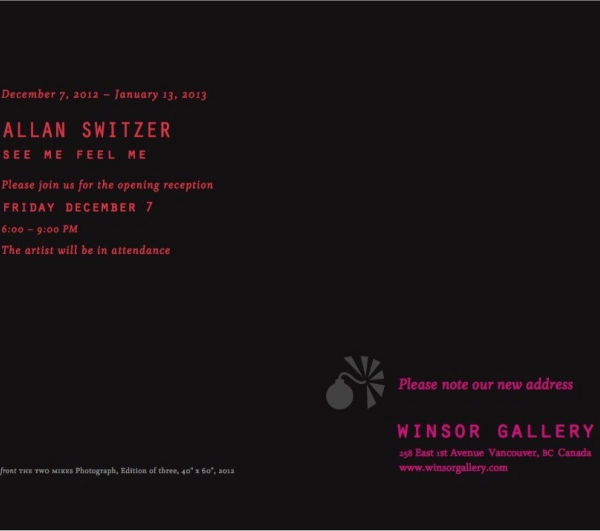 December 7, 2012 – January 13, 2013
ALLAN SWITZER
SEE ME FEEL ME
Please join us for the opening reception
FRIDAY DECEMBER 7
6:00 – 9:00 PM
The artist will be in attendance
Please note our new address
WINSOR GALLERY
258 East 1st Avenue Vancouver, BC Canada
www.winsorgallery.com
front THE TWO MIKES Photograph, Edition of three, 40" x 60", 2012